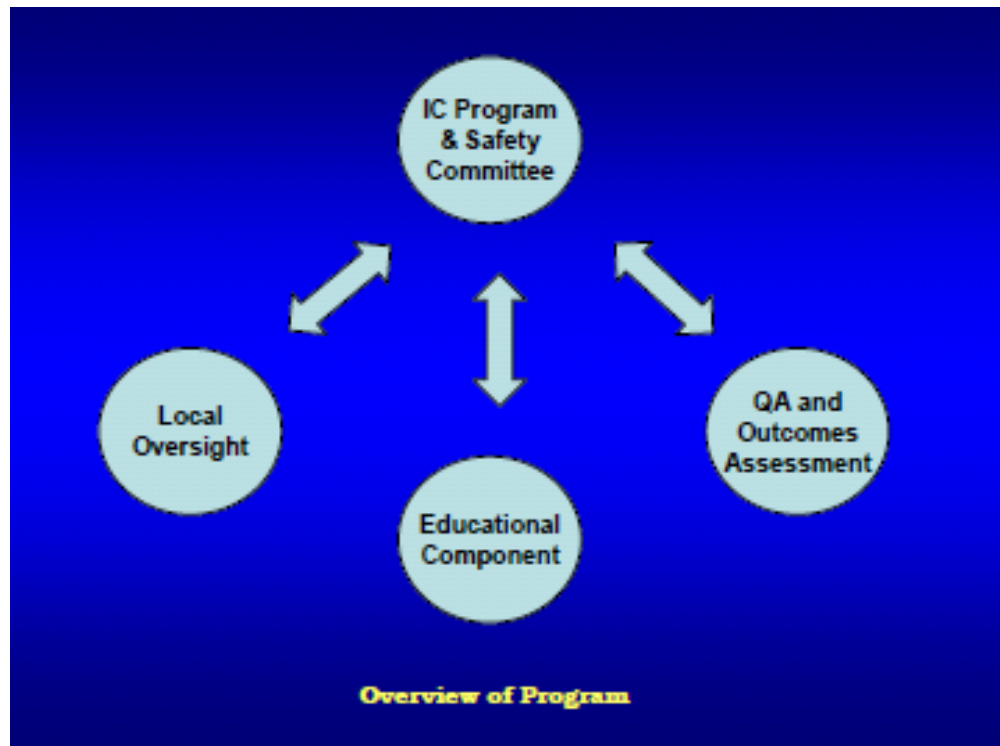 IC Program
& Safety
Committee
Local
Oversight
QA and
Outcomes
Assessment
Educational
Component
Overview of Program